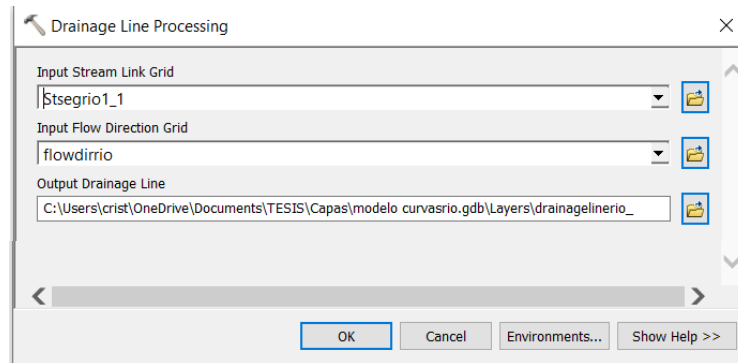 Drainage Line Processing
Input Stream Link Grid
Stsegrio1_1
Input Flow Direction Grid
flowdirrio
Output Drainage Line
C:\Users\crist\OneDrive\Documents\TESIS\Capas\modelo curvasrio.gdb\Layers\drainagelinerio_
OK Cancel Environments... Show Help >>